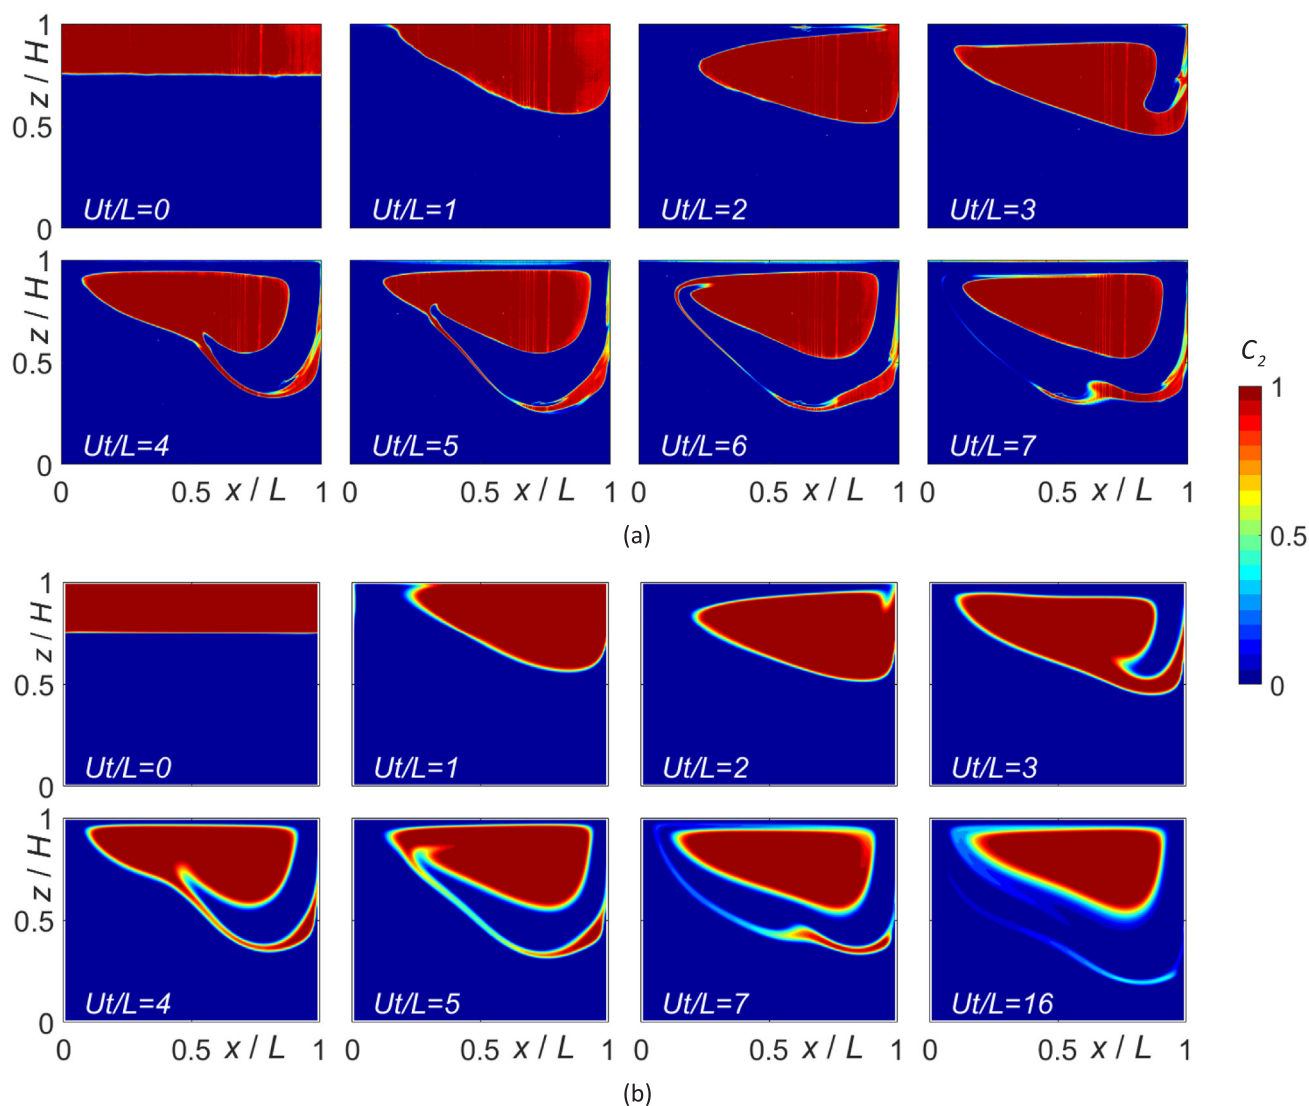 1
z / H
0.5
0
Ut/L=0
Ut/L=1
Ut/L=2
Ut/L=3
1
z / H
0.5
0
Ut/L=4
Ut/L=5
Ut/L=6
Ut/L=7
0 0.5 x / L 1
0 0.5 x / L 1
0 0.5 x / L 1
0 0.5 x / L 1
(a)
C2
1
0.5
0
1
z / H
0.5
0
Ut/L=0
Ut/L=1
Ut/L=2
Ut/L=3
1
z / H
0.5
0
Ut/L=4
Ut/L=5
Ut/L=7
Ut/L=16
0 0.5 x / L 1
0 0.5 x / L 1
0 0.5 x / L 1
0 0.5 x / L 1
(b)